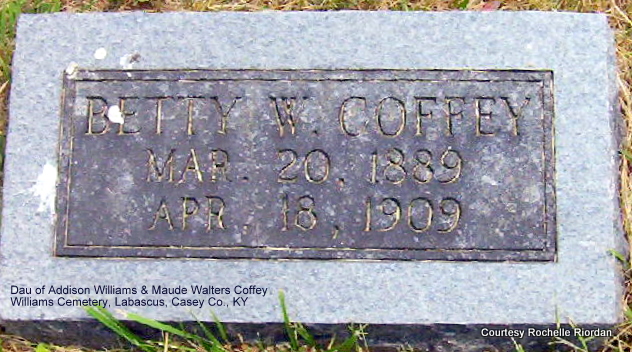 BETTY W. COFFEY
MAR. 20, 1889
APR. 18, 1909
Dau of Addison Williams & Maude Walters Coffey
Williams Cemetery, Labascus, Casey Co., KY
Courtesy Rochelle Riordan